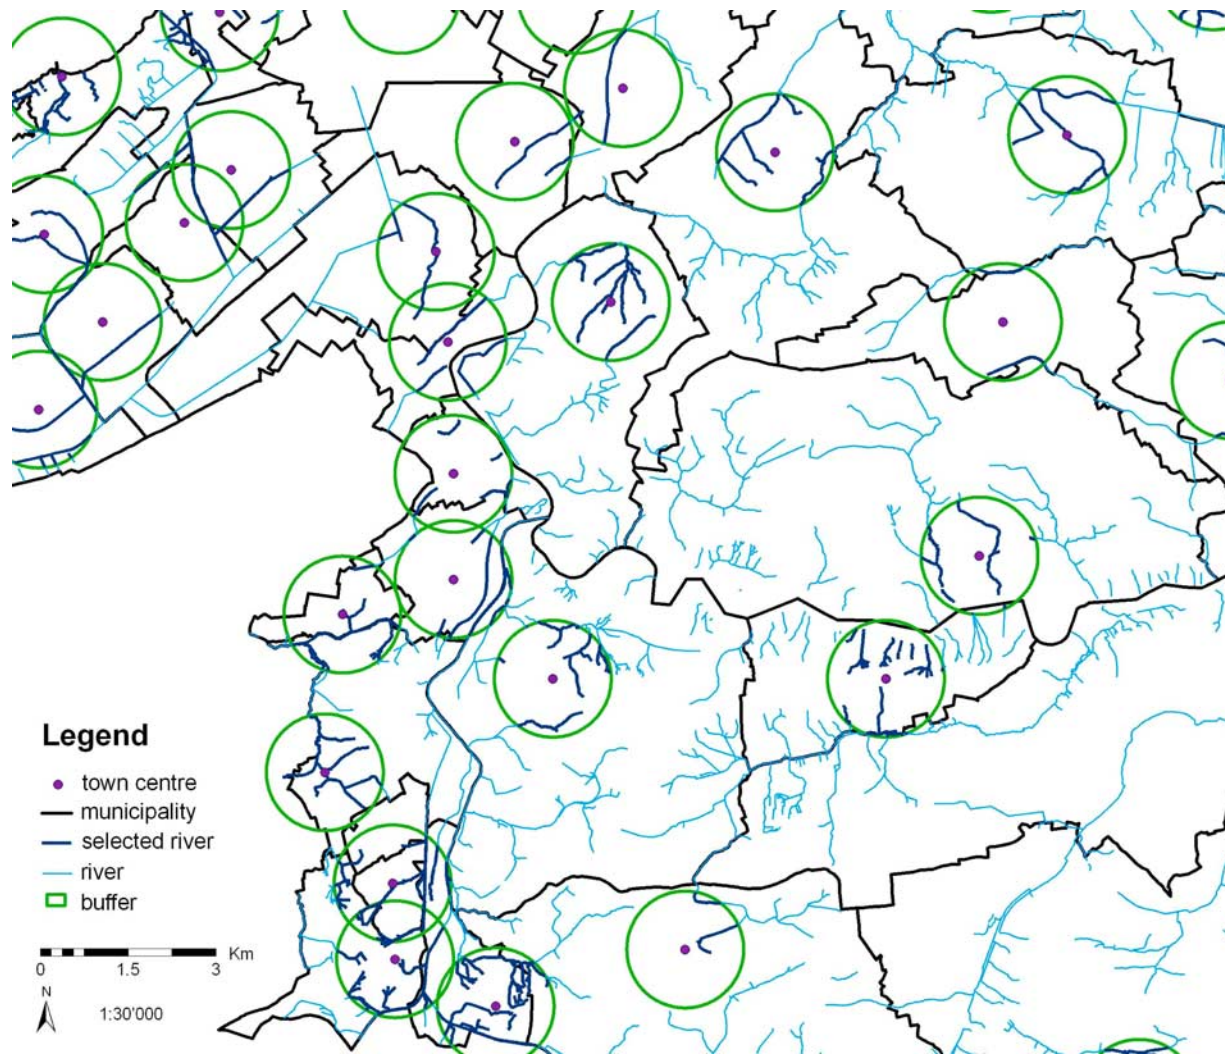 Legend
town centre
municipality
selected river
river
buffer
Km
0 1.5 3
N
1:30'000